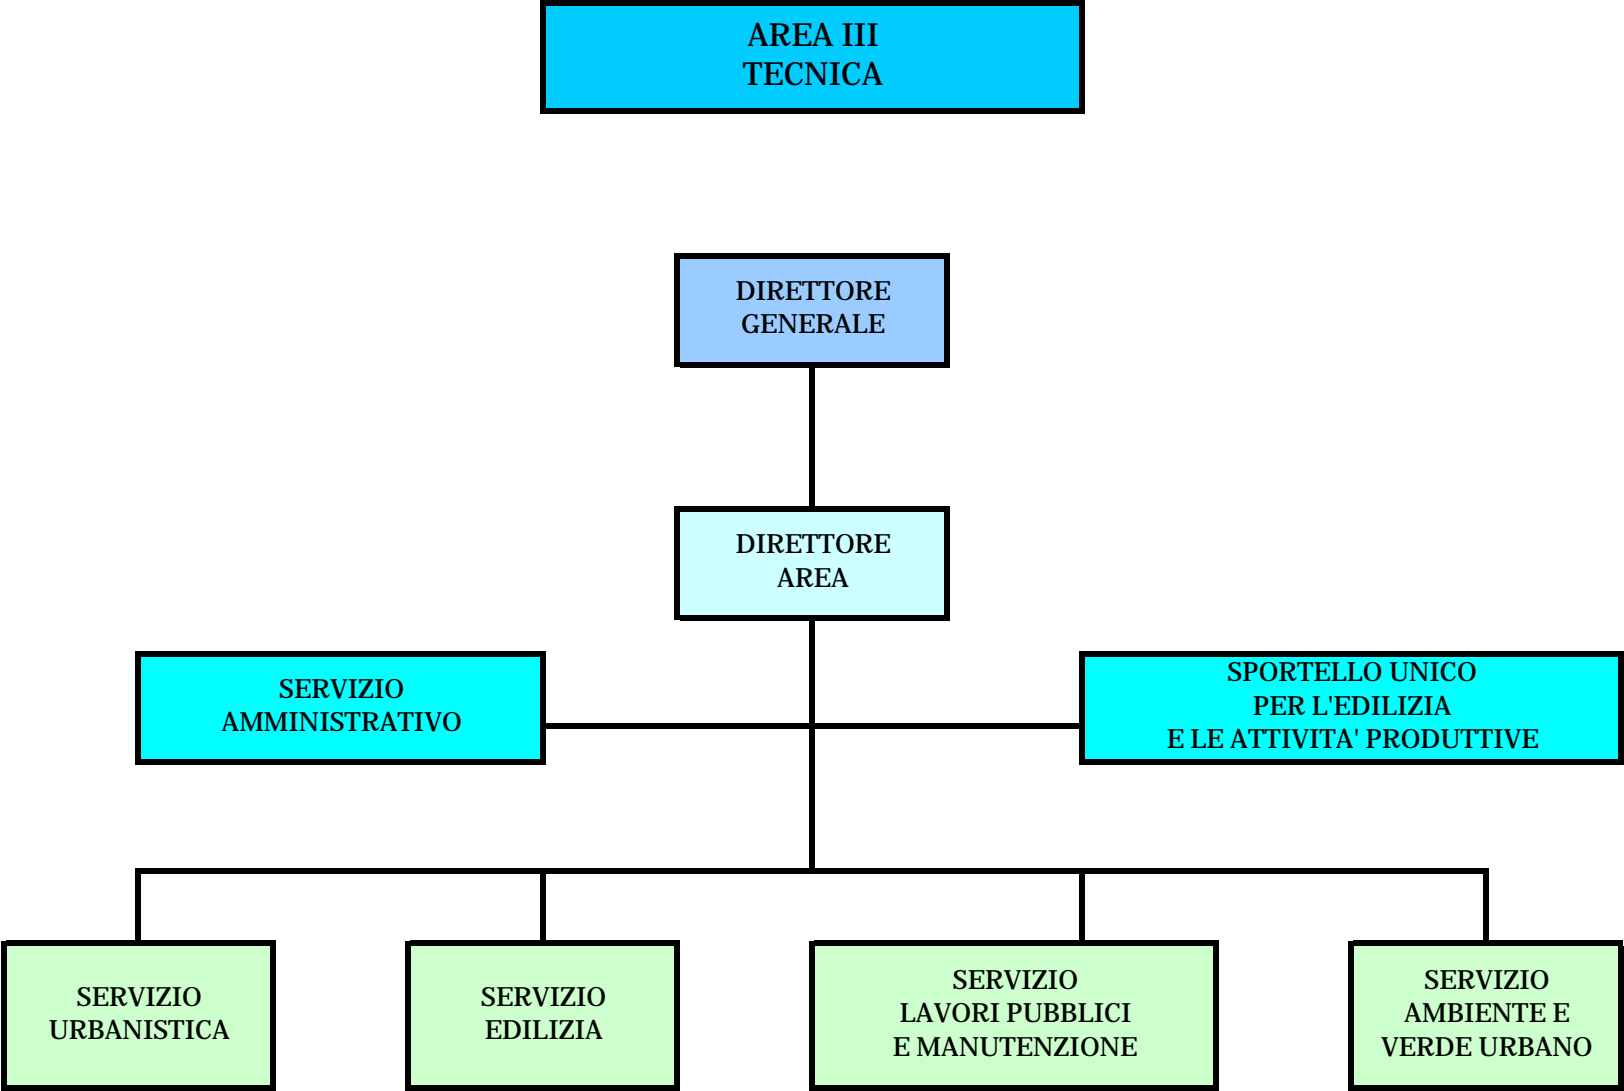 AREA III
TECNICA
DIRETTORE
GENERALE
DIRETTORE
AREA
SERVIZIO
AMMINISTRATIVO
SPORTELLO UNICO
PER L'EDILIZIA
E LE ATTIVITA' PRODUTTIVE
SERVIZIO
URBANISTICA
SERVIZIO
EDILIZIA
SERVIZIO
LAVORI PUBBLICI
E MANUTENZIONE
SERVIZIO
AMBIENTE E
VERDE URBANO